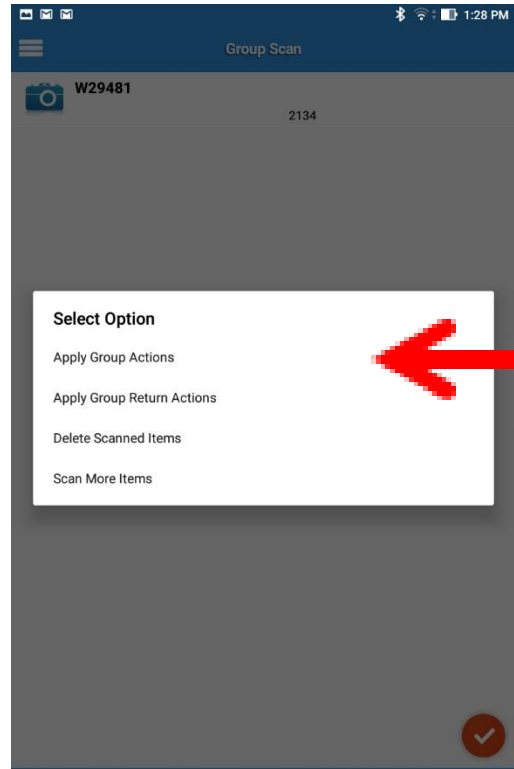 1:28 PM
Group Scan
W29481
2134
Select Option
Apply Group Actions
Apply Group Return Actions
Delete Scanned Items
Scan More Items